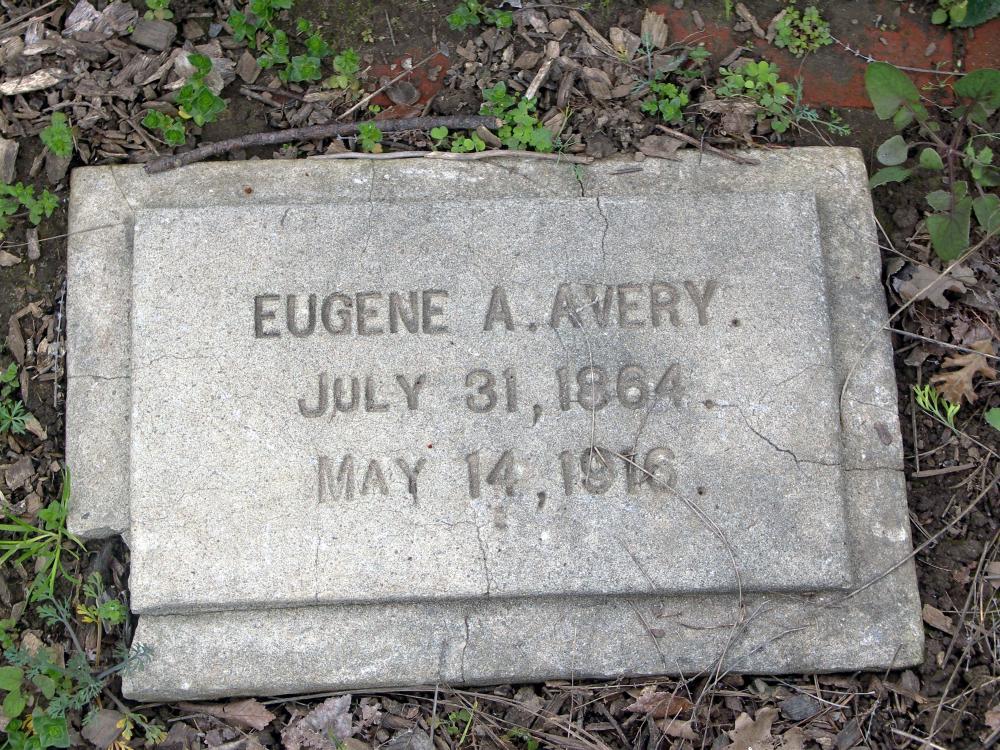 EUGENE A. AVERY.
JULY 31, 1864.
MAY 14, 1916.